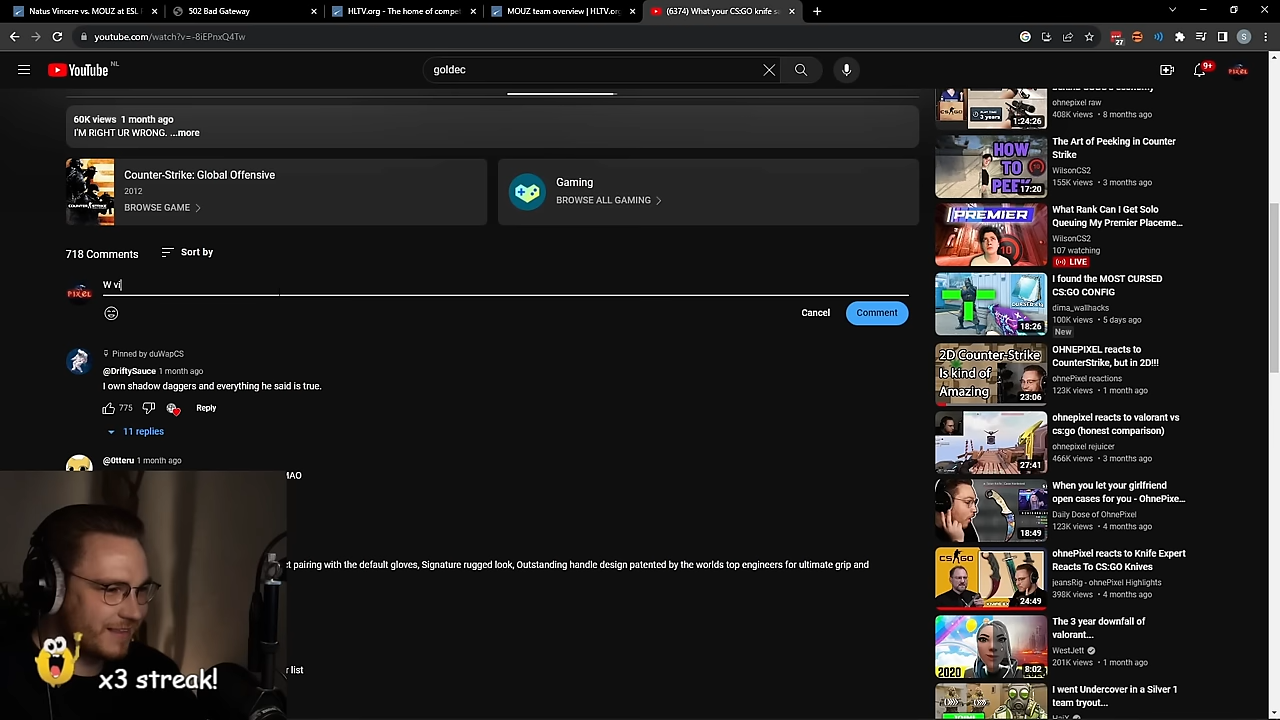 Natus Vincere vs. MOUZ at ESL
502 Bad Gateway
HLTV.org - The home of compet
MOUZ team overview | HLTV.org
(6374) What your CS:GO knife s
youtube.com/watch?v=-8iEPnxQ4Tw
27
S
YouTube NL
goldec
9+
PIXEL
60K views 1 month ago
I'M RIGHT UR WRONG. ...more
Counter-Strike: Global Offensive
2012
BROWSE GAME
Gaming
BROWSE ALL GAMING
718 Comments
Sort by
PIXEL
W vi
Cancel
Comment
Pinned by duWapCS
@DriftySauce 1 month ago
I own shadow daggers and everything he said is true.
775
Reply
11 replies
@0tteru 1 month ago
MAO
he default gloves, Signature rugged look, Outstanding handle design patented by the worlds top engineers for ultimate grip and
r list
x3 streak!
ohnepixel raw
408K views • 8 months ago
1:24:26
HOW
TO
PEEK
17:20
The Art of Peeking in Counter
Strike
WilsonCS2
155K views • 3 months ago
PREMIER
What Rank Can I Get Solo
Queuing My Premier Placeme...
WilsonCS2
107 watching
LIVE
18:26
I found the MOST CURSED
CS:GO CONFIG
dima_wallhacks
100K views • 5 days ago
New
2D Counter-Strike
Is kind of
Amazing
23:06
OHNEPIXEL reacts to
CounterStrike, but in 2D!!!
ohnePixel reactions
123K views • 1 month ago
27:41
ohnepixel reacts to valorant vs
cs:go (honest comparison)
ohnepixel rejuicer
466K views • 3 months ago
18:49
When you let your girlfriend
open cases for you - OhnePixe...
Daily Dose of OhnePixel
123K views • 4 months ago
CS:GO
24:49
ohnePixel reacts to Knife Expert
Reacts To CS:GO Knives
jeansRig - ohnePixel Highlights
398K views • 4 months ago
2020
8:02
The 3 year downfall of
valorant...
WestJett
201K views • 1 month ago
I went Undercover in a Silver 1
team tryout...